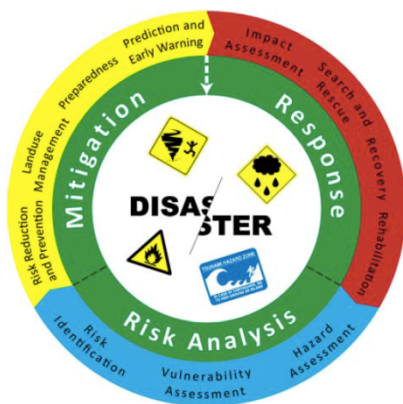 Prediction and
Early Warning
Preparedness
Landuse
Management
Risk Reduction
and Prevention
Impact
Assessment
Search and
Rescue
Recovery
Rehabilitation
Mitigation
Response
DISASTER
TSUNAMI HAZARD ZONE
Risk Analysis
Risk
Identification
Vulnerability
Assessment
Hazard
Assessment